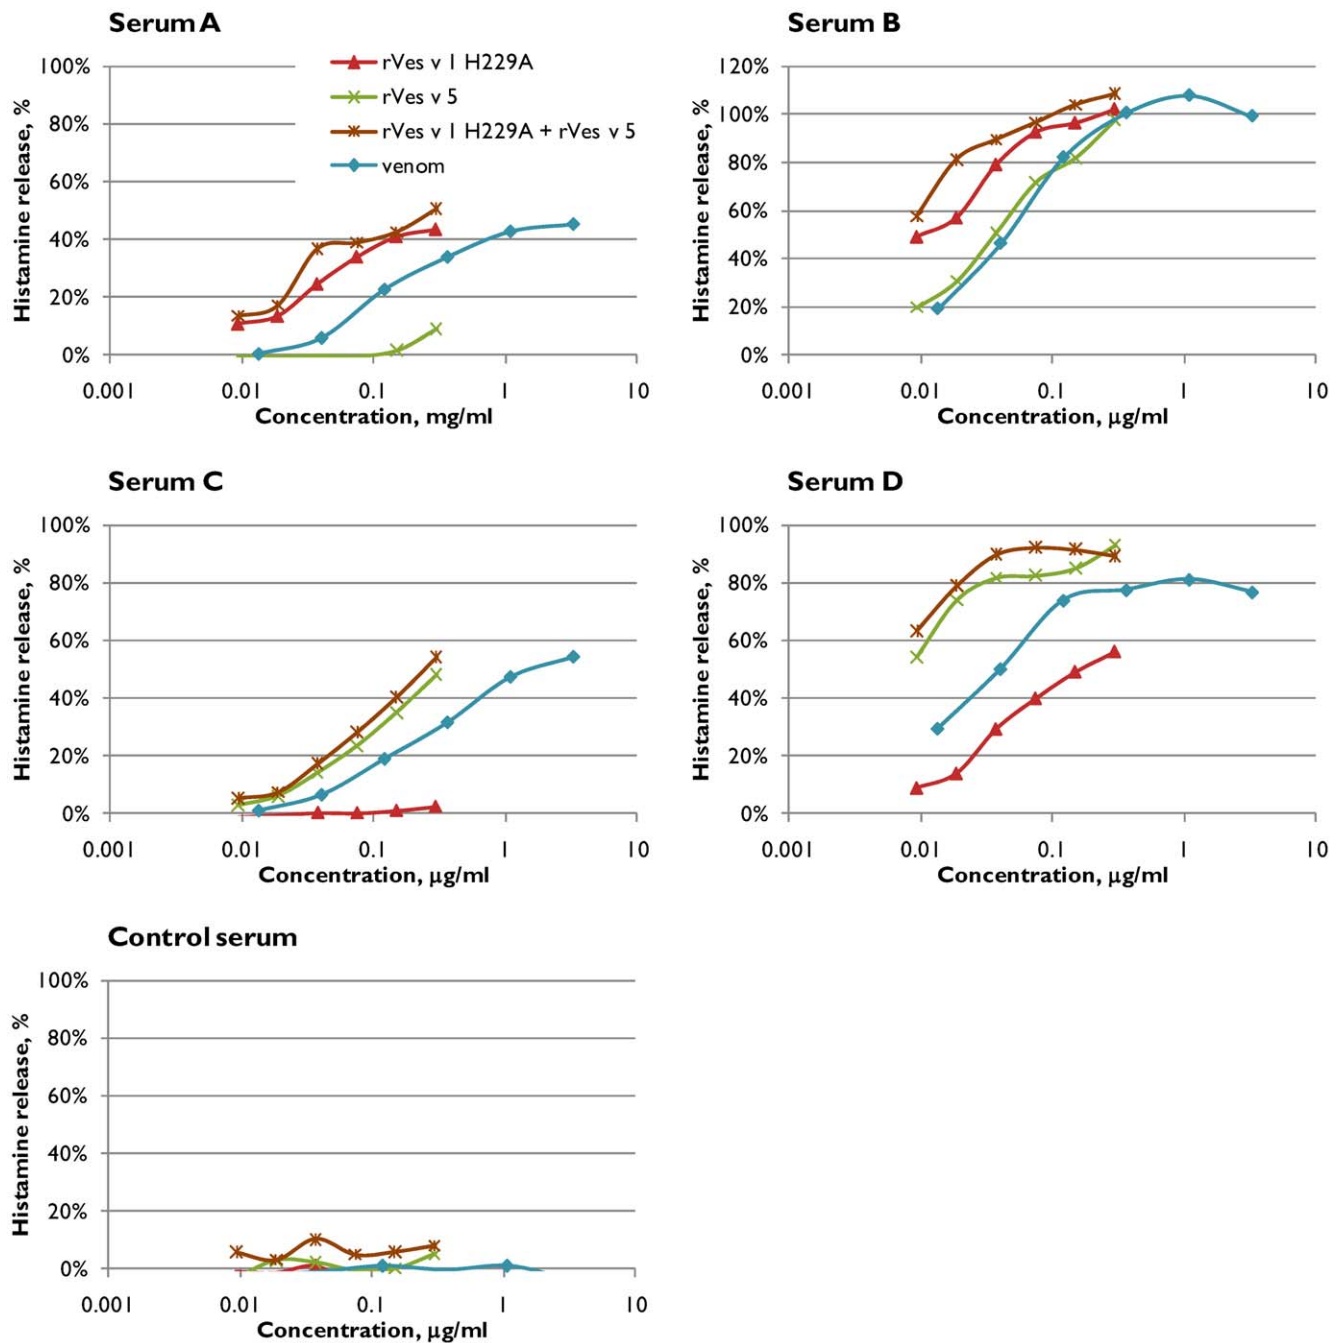 Serum A
rVes v 1 H229A
rVes v 5
rVes v 1 H229A + rVes v 5
venom
Histamine release, %
100%
80%
60%
40%
20%
0%
0.001 0.01 0.1 1 10
Concentration, mg/ml
Serum B
Histamine release, %
120%
100%
80%
60%
40%
20%
0%
0.001 0.01 0.1 1 10
Concentration, μg/ml
Serum C
Histamine release, %
100%
80%
60%
40%
20%
0%
0.001 0.01 0.1 1 10
Concentration, μg/ml
Serum D
Histamine release, %
100%
80%
60%
40%
20%
0%
0.001 0.01 0.1 1 10
Concentration, μg/ml
Control serum
Histamine release, %
100%
80%
60%
40%
20%
0%
0.001 0.01 0.1 1 10
Concentration, μg/ml